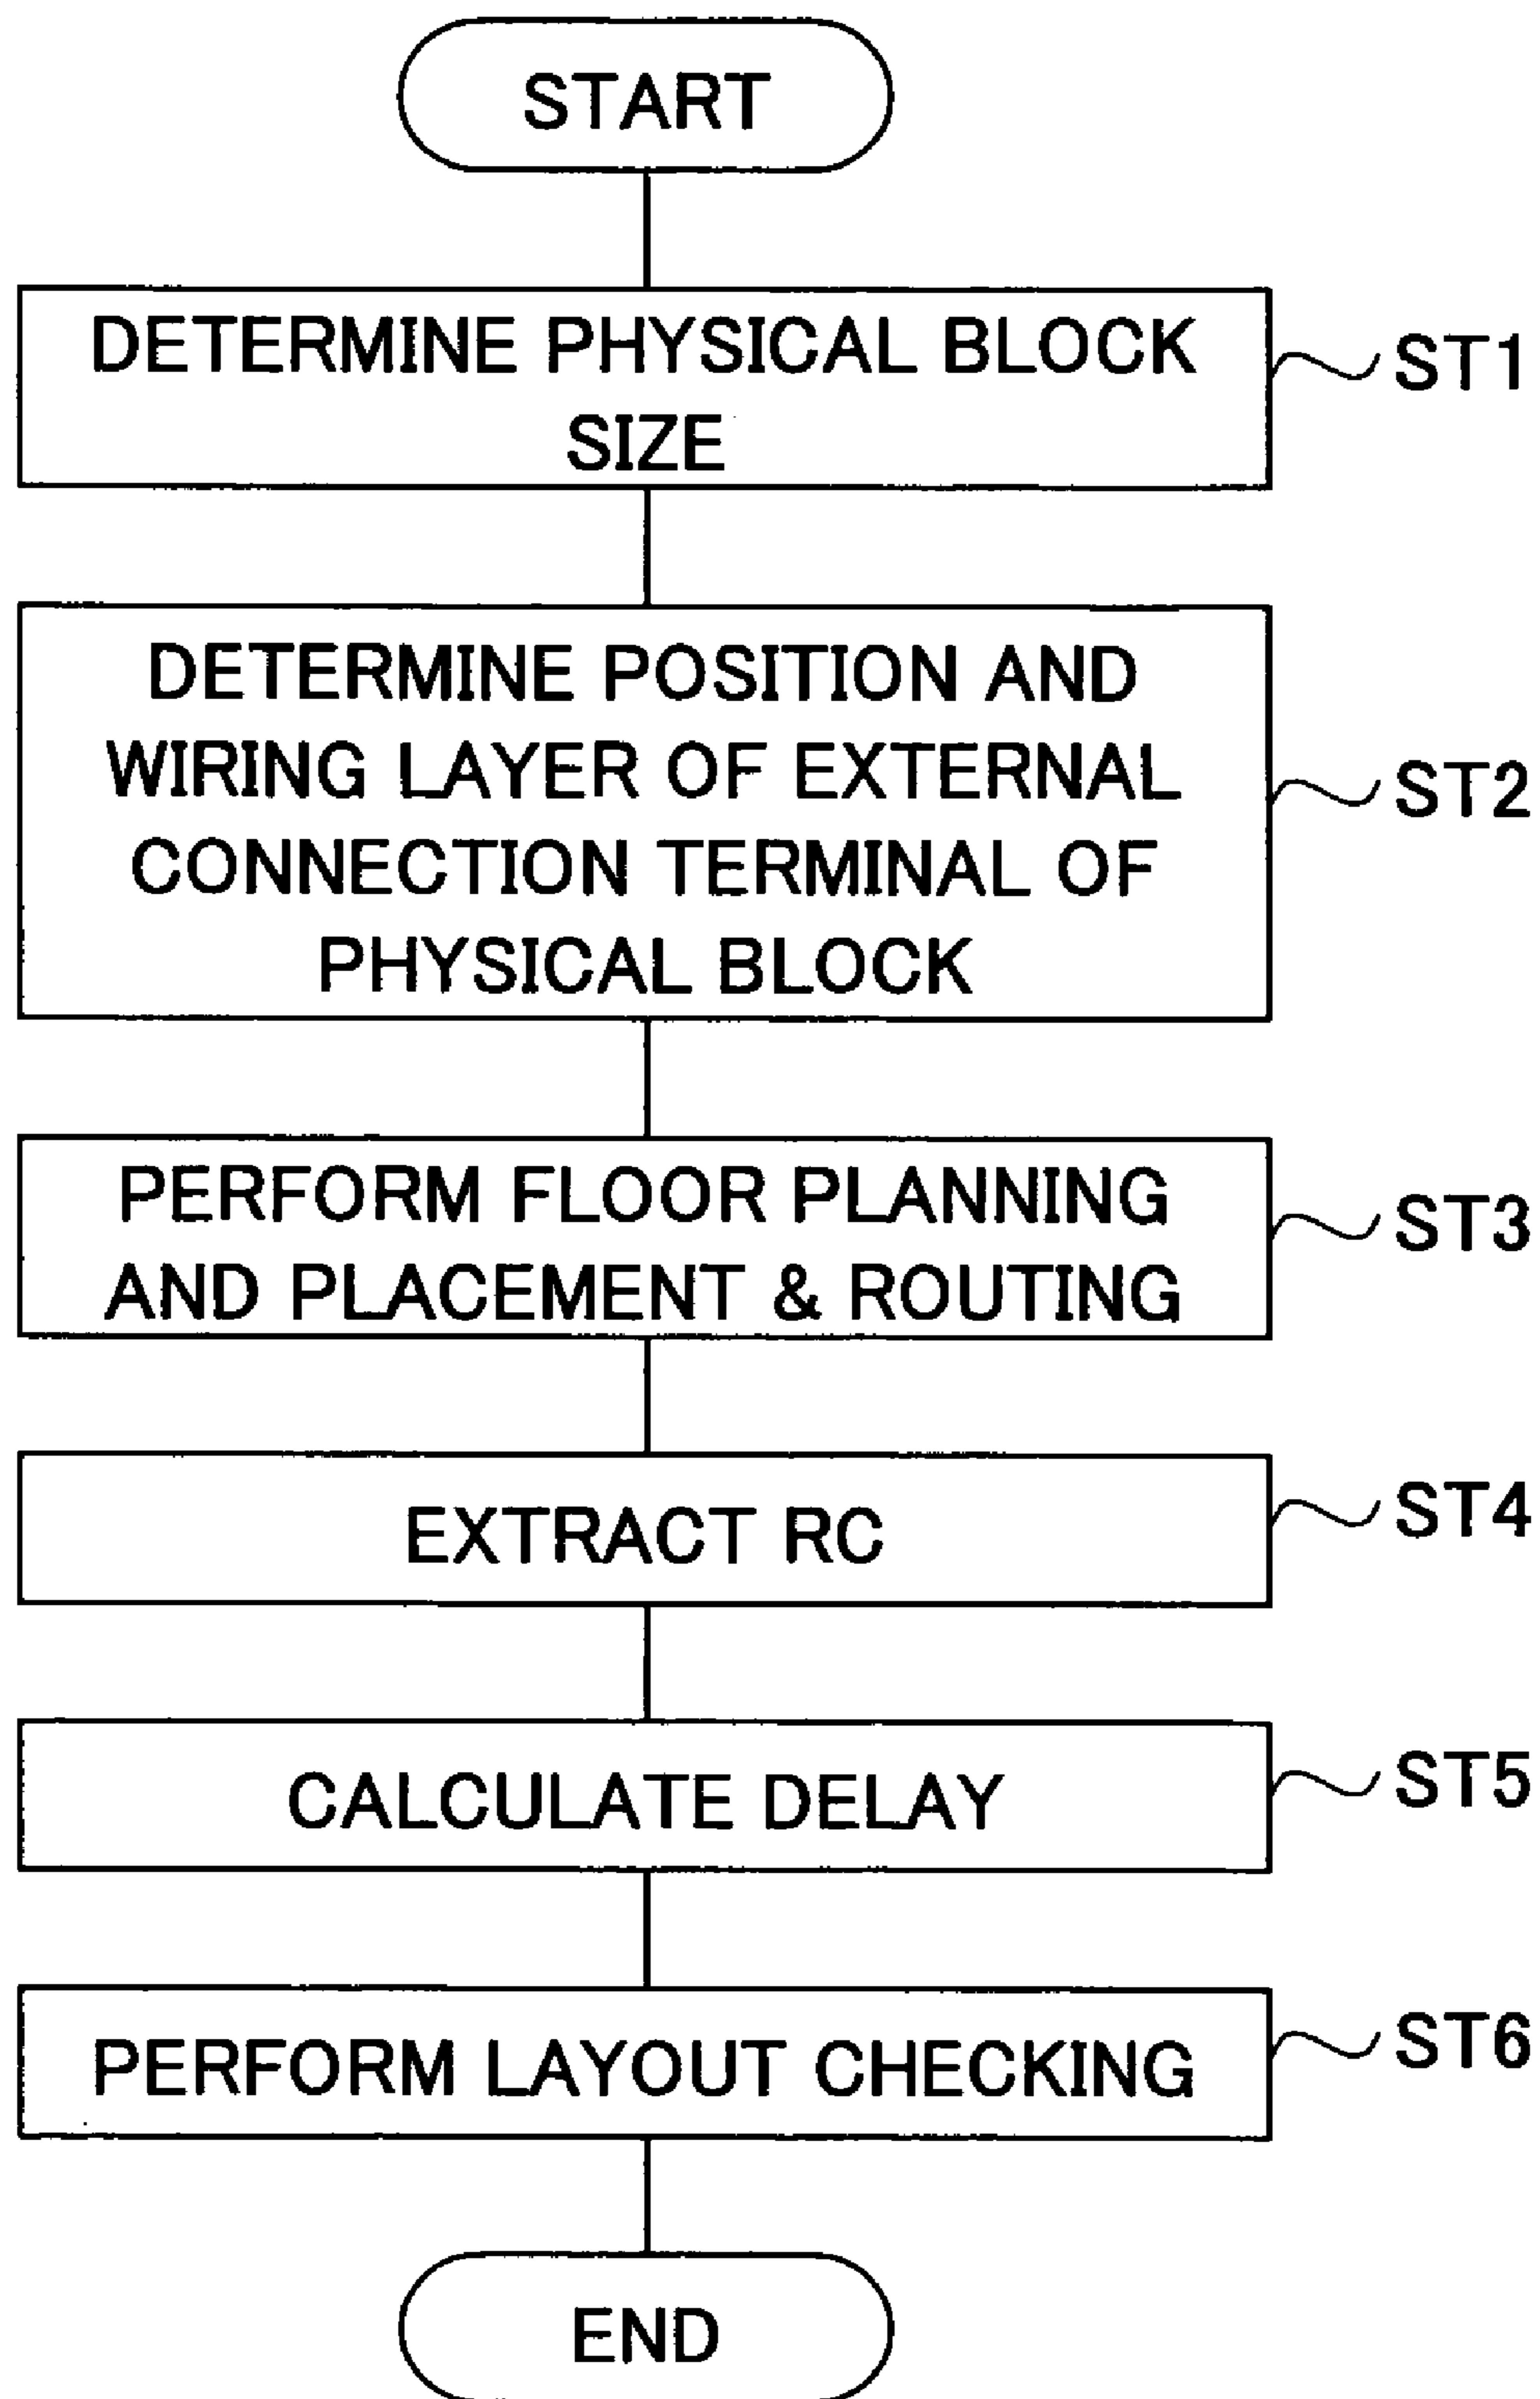 START
DETERMINE PHYSICAL BLOCK
SIZE
ST1
DETERMINE POSITION AND
WIRING LAYER OF EXTERNAL
CONNECTION TERMINAL OF
PHYSICAL BLOCK
ST2
PERFORM FLOOR PLANNING
AND PLACEMENT & ROUTING
ST3
EXTRACT RC
ST4
CALCULATE DELAY
ST5
PERFORM LAYOUT CHECKING
ST6
END